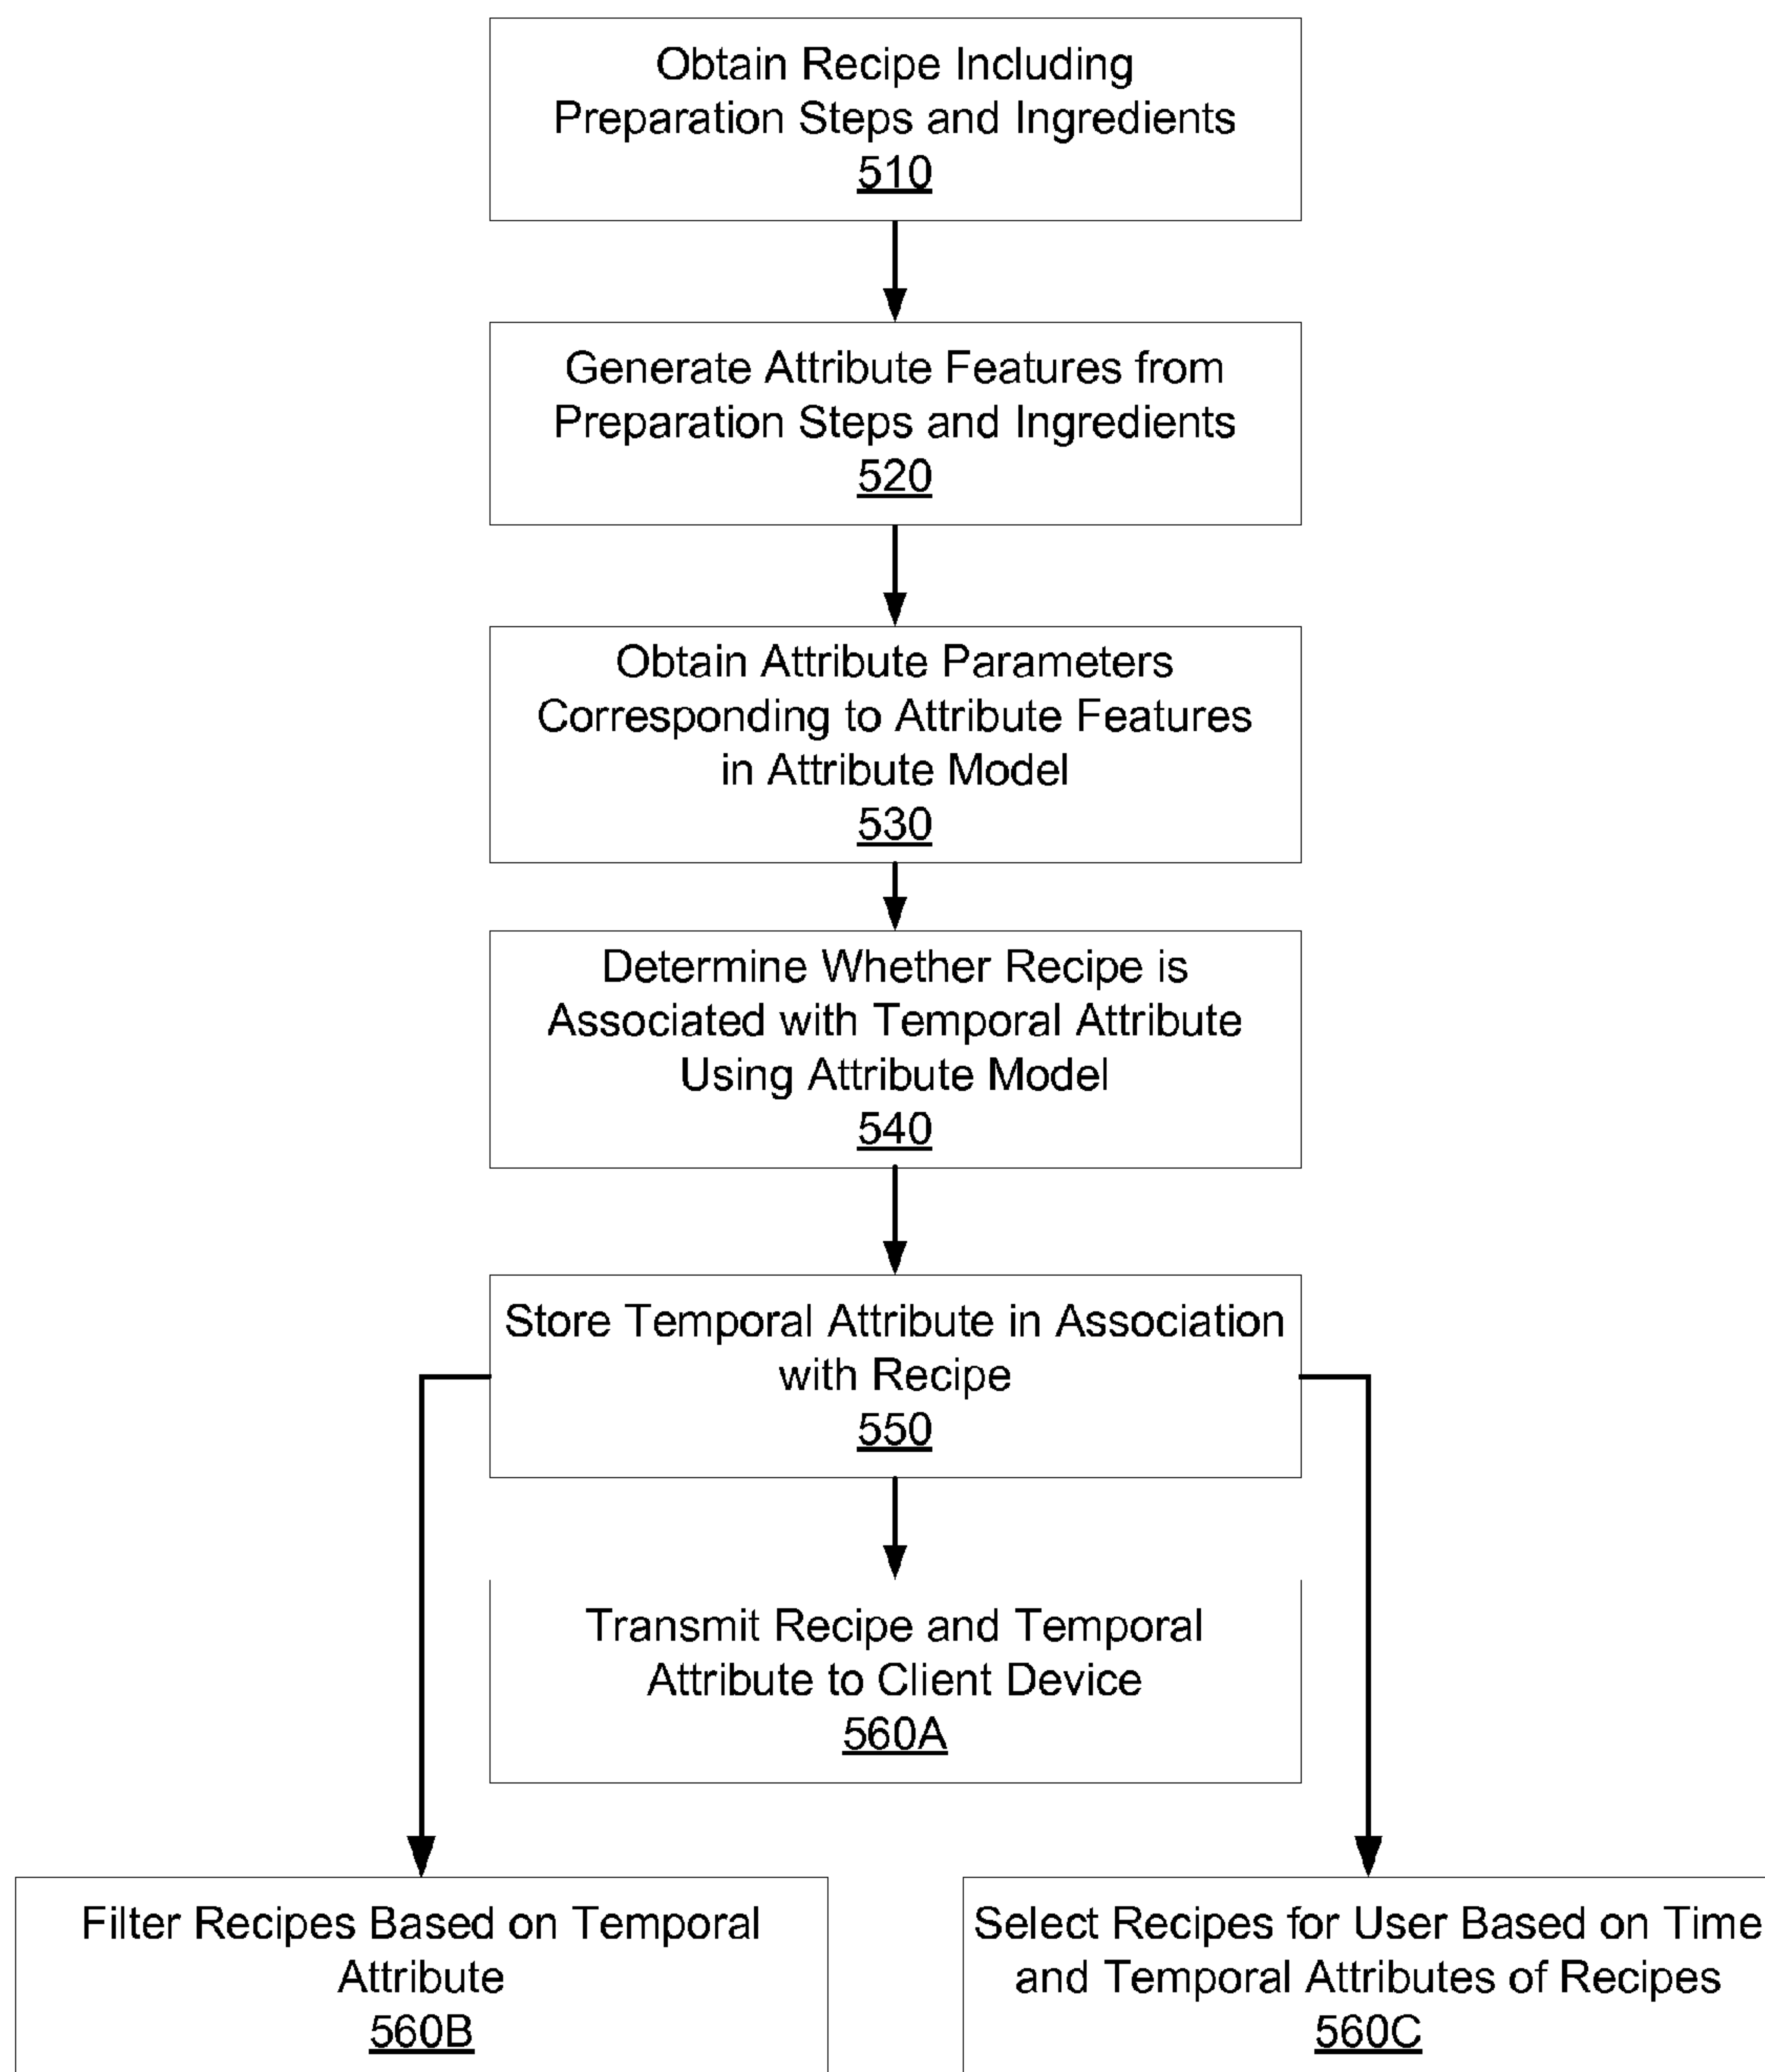 Obtain Recipe Including
Preparation Steps and Ingredients
510
Generate Attribute Features from
Preparation Steps and Ingredients
520
Obtain Attribute Parameters
Corresponding to Attribute Features
in Attribute Model
530
Determine Whether Recipe is
Associated with Temporal Attribute
Using Attribute Model
540
Store Temporal Attribute in Association
with Recipe
550
Transmit Recipe and Temporal
Attribute to Client Device
560A
Filter Recipes Based on Temporal
Attribute
560B
Select Recipes for User Based on Time
and Temporal Attributes of Recipes
560C